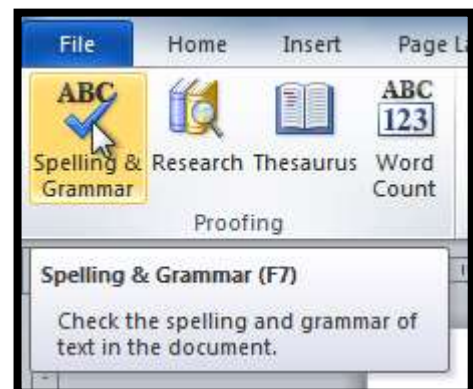 File Home Insert Page L
ABC ABC
123
Spelling & Research Thesaurus Word
Grammar Count
Proofing
Spelling & Grammar (F7)
Check the spelling and grammar of
text in the document.